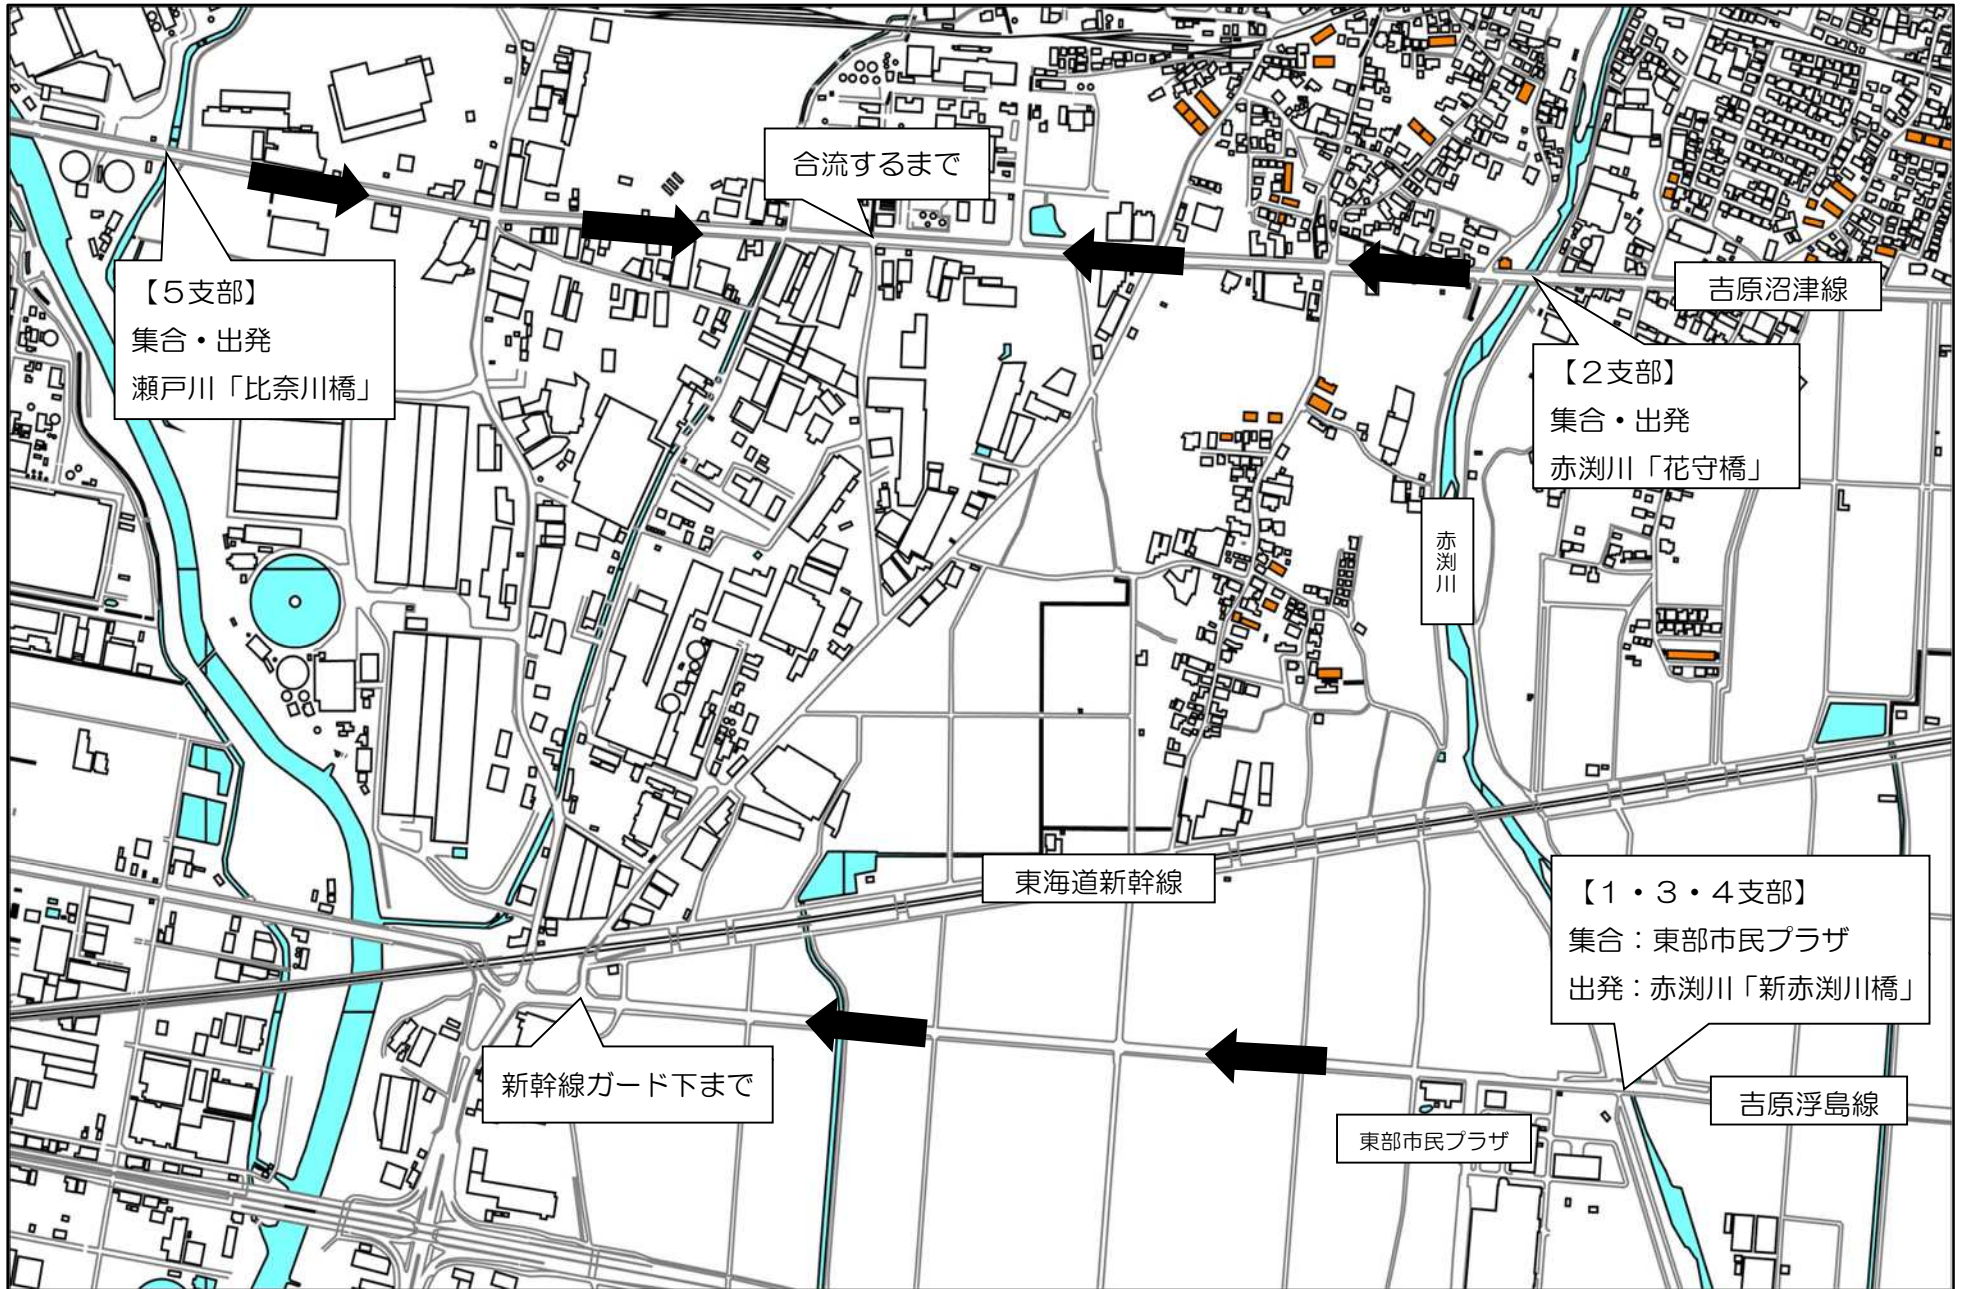 合流するまで
【５支部】
集合・出発
瀬戸川「比奈川橋」
吉原沼津線
【２支部】
集合・出発
赤渕川「花守橋」
赤渕川
東海道新幹線
【１・３・４支部】
集合：東部市民プラザ
出発：赤渕川「新赤渕川橋」
新幹線ガード下まで
吉原浮島線
東部市民プラザ